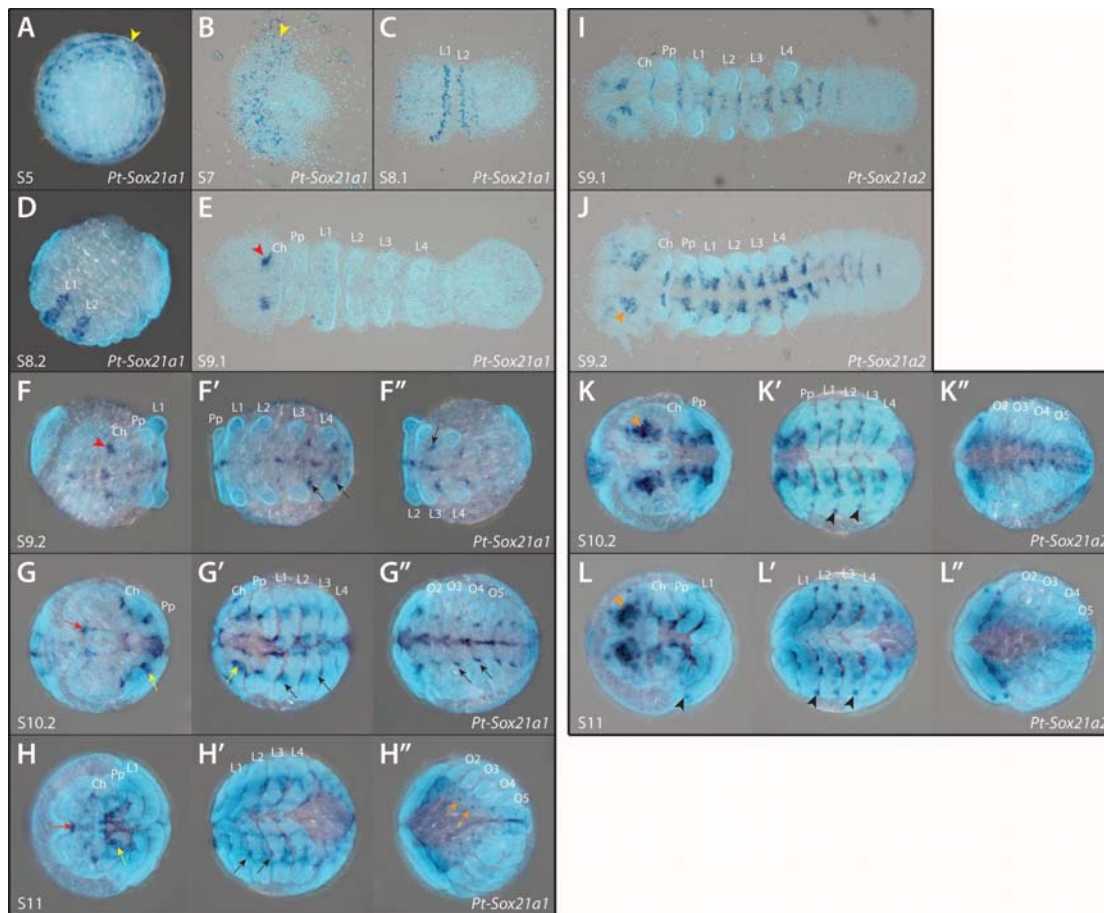 A
S5
B
S7
Pt-Sox21a1
C
L1
L2
S8.1
Pt-Sox21a1
D
L1
L2
S8.2
Pt-Sox21a1
E
Ch
Pp
L1
L2
L3
L4
S9.1
Pt-Sox21a1
F
Ch
Pp
L1
S9.2
F'
Pp
L1
L2
L3
L4
F"
L2
L3
L4
Pt-Sox21a1
G
Ch
Pp
S10.2
G'
Ch
Pp
L1
L2
L3
L4
G"
O2
O3
O4
O5
Pt-Sox21a1
H
Ch
Pp
L1
S11
H'
L1
L2
L3
L4
H"
O2
O3
O4
O5
Pt-Sox21a1
I
Ch
Pp
L1
L2
L3
L4
S9.1
Pt-Sox21a2
J
Ch
Pp
L1
L2
L3
L4
S9.2
Pt-Sox21a2
K
Ch
Pp
S10.2
K'
Pp
L1
L2
L3
L4
K"
O2
O3
O4
O5
Pt-Sox21a2
L
Ch
Pp
L1
S11
L'
L1
L2
L3
L4
L"
O2
O3
O4
O5
Pt-Sox21a2